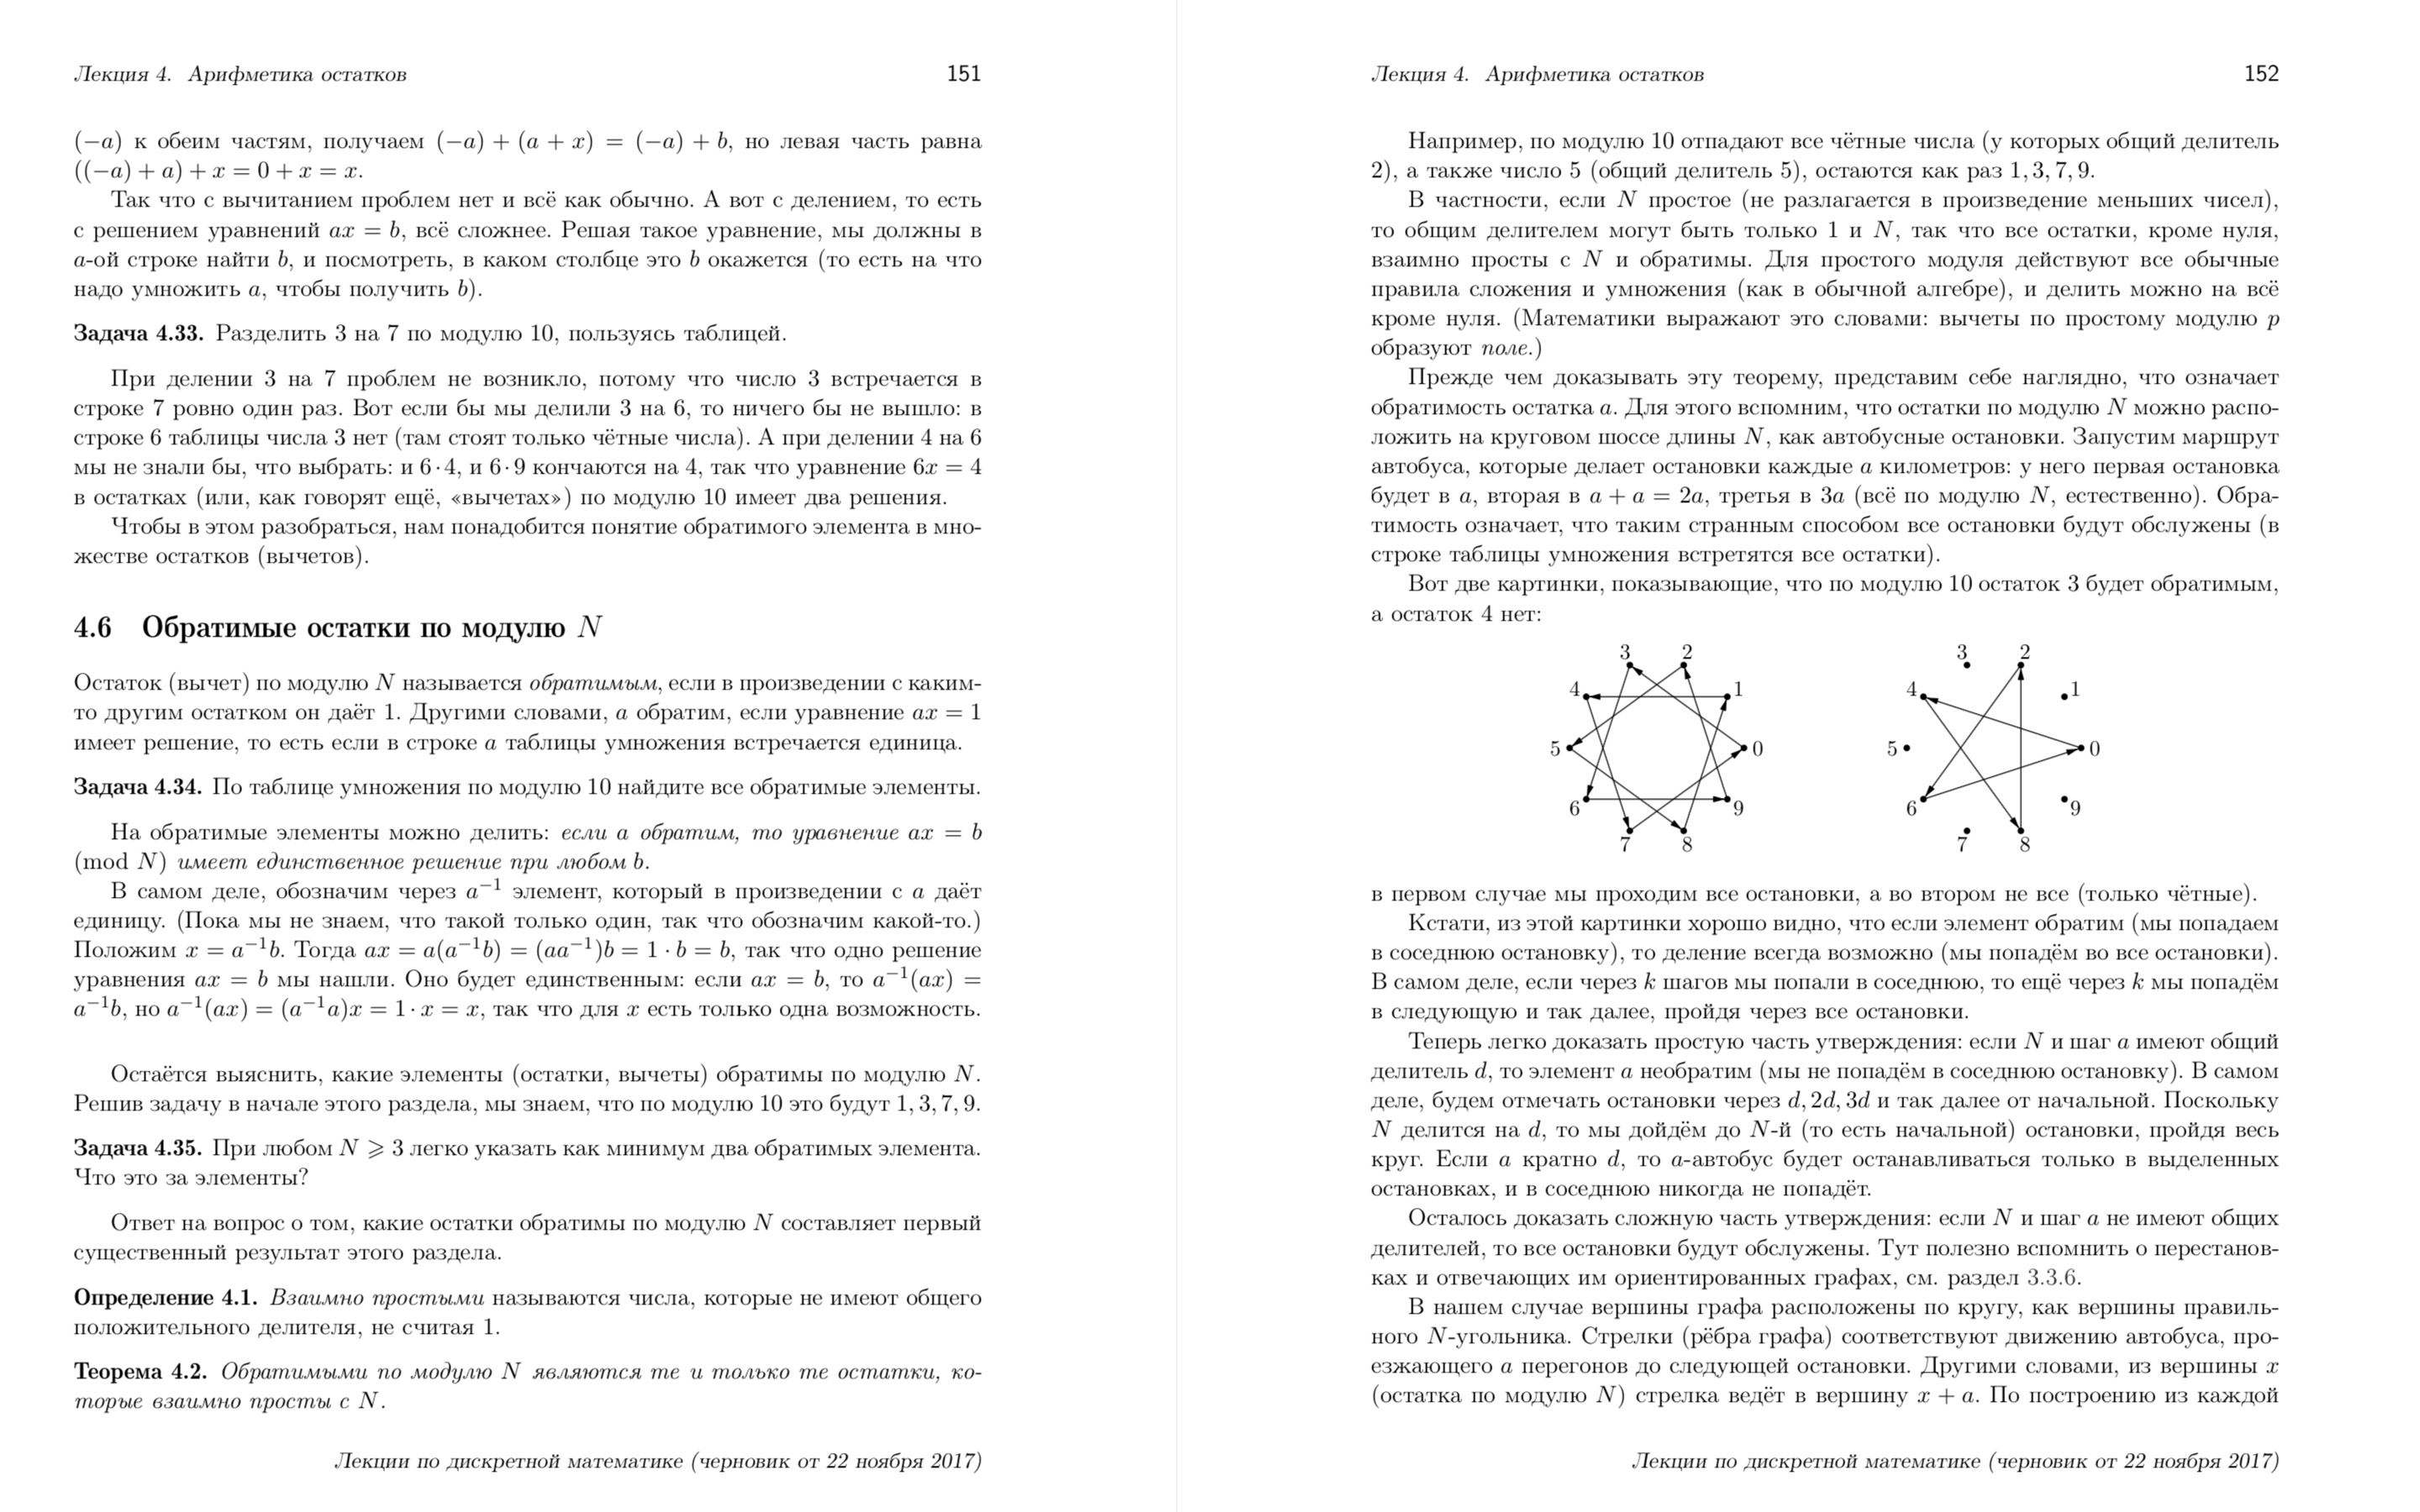 Лекция 4. Арифметика остатков 151
(−a) к обеим частям, получаем (−a) + (a + x) = (−a) + b, но левая часть равна
((−a) + a) + x = 0 + x = x.
Так что с вычитанием проблем нет и всё как обычно. А вот с делением, то есть
с решением уравнений ax = b, всё сложнее. Решая такое уравнение, мы должны в
a-ой строке найти b, и посмотреть, в каком столбце это b окажется (то есть на что
надо умножить a, чтобы получить b).
Задача 4.33. Разделить 3 на 7 по модулю 10, пользуясь таблицей.
При делении 3 на 7 проблем не возникло, потому что число 3 встречается в
строке 7 ровно один раз. Вот если бы мы делили 3 на 6, то ничего бы не вышло: в
строке 6 таблицы числа 3 нет (там стоят только чётные числа). А при делении 4 на 6
мы не знали бы, что выбрать: и 6·4, и 6·9 кончаются на 4, так что уравнение 6x = 4
в остатках (или, как говорят ещё, «вычетах») по модулю 10 имеет два решения.
Чтобы в этом разобраться, нам понадобится понятие обратимого элемента в мно-
жестве остатков (вычетов).
4.6 Обратимые остатки по модулю N
Остаток (вычет) по модулю N называется обратимым, если в произведении с каким-
то другим остатком он даёт 1. Другими словами, a обратим, если уравнение ax = 1
имеет решение, то есть если в строке a таблицы умножения встречается единица.
Задача 4.34. По таблице умножения по модулю 10 найдите все обратимые элементы.
На обратимые элементы можно делить: если a обратим, то уравнение ax = b
(mod N) имеет единственное решение при любом b.
В самом деле, обозначим через a⁻¹ элемент, который в произведении с a даёт
единицу. (Пока мы не знаем, что такой только один, так что обозначим какой-то.)
Положим x = a⁻¹b. Тогда ax = a(a⁻¹b) = (aa⁻¹)b = 1 · b = b, так что одно решение
уравнения ax = b мы нашли. Оно будет единственным: если ax = b, то a⁻¹(ax) =
a⁻¹b, но a⁻¹(ax) = (a⁻¹a)x = 1 · x = x, так что для x есть только одна возможность.
Остаётся выяснить, какие элементы (остатки, вычеты) обратимы по модулю N.
Решив задачу в начале этого раздела, мы знаем, что по модулю 10 это будут 1, 3, 7, 9.
Задача 4.35. При любом N ⩾ 3 легко указать как минимум два обратимых элемента.
Что это за элементы?
Ответ на вопрос о том, какие остатки обратимы по модулю N составляет первый
существенный результат этого раздела.
Определение 4.1. Взаимно простыми называются числа, которые не имеют общего
положительного делителя, не считая 1.
Теорема 4.2. Обратимыми по модулю N являются те и только те остатки, ко-
торые взаимно просты с N.
Лекции по дискретной математике (черновик от 22 ноября 2017)
Лекция 4. Арифметика остатков 152
Например, по модулю 10 отпадают все чётные числа (у которых общий делитель
2), а также число 5 (общий делитель 5), остаются как раз 1, 3, 7, 9.
В частности, если N простое (не разлагается в произведение меньших чисел),
то общим делителем могут быть только 1 и N, так что все остатки, кроме нуля,
взаимно просты с N и обратимы. Для простого модуля действуют все обычные
правила сложения и умножения (как в обычной алгебре), и делить можно на всё
кроме нуля. (Математики выражают это словами: вычеты по простому модулю p
образуют поле.)
Прежде чем доказывать эту теорему, представим себе наглядно, что означает
обратимость остатка a. Для этого вспомним, что остатки по модулю N можно распо-
ложить на круговом шоссе длины N, как автобусные остановки. Запустим маршрут
автобуса, которые делает остановки каждые a километров: у него первая остановка
будет в a, вторая в a + a = 2a, третья в 3a (всё по модулю N, естественно). Обра-
тимость означает, что таким странным способом все остановки будут обслужены (в
строке таблицы умножения встретятся все остатки).
Вот две картинки, показывающие, что по модулю 10 остаток 3 будет обратимым,
а остаток 4 нет:
3 2 3 2
4 1 4 1
5 0 5 0
6 9 6 9
7 8 7 8
в первом случае мы проходим все остановки, а во втором не все (только чётные).
Кстати, из этой картинки хорошо видно, что если элемент обратим (мы попадаем
в соседнюю остановку), то деление всегда возможно (мы попадём во все остановки).
В самом деле, если через k шагов мы попали в соседнюю, то ещё через k мы попадём
в следующую и так далее, пройдя через все остановки.
Теперь легко доказать простую часть утверждения: если N и шаг a имеют общий
делитель d, то элемент a необратим (мы не попадём в соседнюю остановку). В самом
деле, будем отмечать остановки через d, 2d, 3d и так далее от начальной. Поскольку
N делится на d, то мы дойдём до N-й (то есть начальной) остановки, пройдя весь
круг. Если a кратно d, то a-автобус будет останавливаться только в выделенных
остановках, и в соседнюю никогда не попадёт.
Осталось доказать сложную часть утверждения: если N и шаг a не имеют общих
делителей, то все остановки будут обслужены. Тут полезно вспомнить о перестанов-
ках и отвечающих им ориентированных графах, см. раздел 3.3.6.
В нашем случае вершины графа расположены по кругу, как вершины правиль-
ного N-угольника. Стрелки (рёбра графа) соответствуют движению автобуса, про-
езжающего a перегонов до следующей остановки. Другими словами, из вершины x
(остатка по модулю N) стрелка ведёт в вершину x + a. По построению из каждой
Лекции по дискретной математике (черновик от 22 ноября 2017)